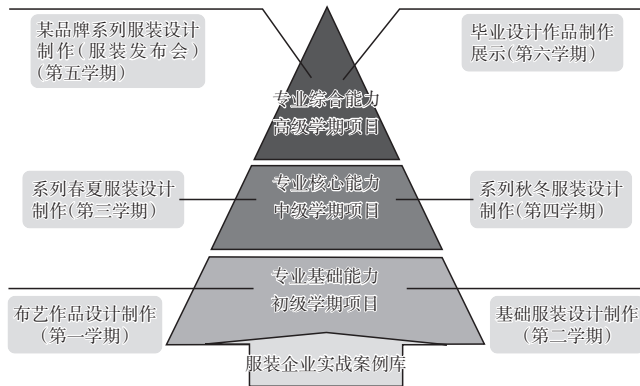 某品牌系列服装设计
制作(服装发布会)
(第五学期)
毕业设计作品制作
展示(第六学期)
专业综合能力
高级学期项目
系列春夏服装设计
制作(第三学期)
专业核心能力
中级学期项目
系列秋冬服装设计
制作(第四学期)
专业基础能力
初级学期项目
布艺作品设计制作
(第一学期)
基础服装设计制作
(第二学期)
服装企业实战案例库